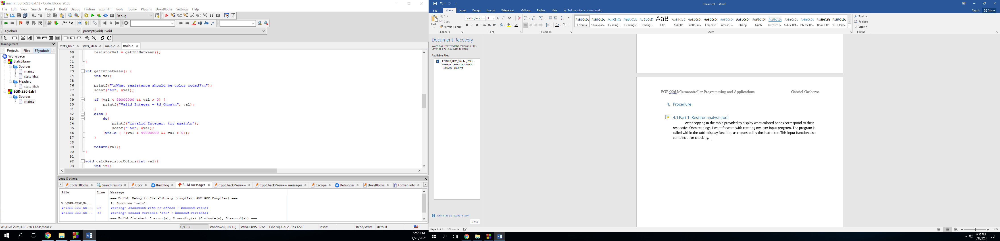 main.c [EGR-226-Lab1] - Code::Blocks 20.03
File Edit View Search Project Build Debug Fortran wxSmith Tools Tools+ Plugins DoxyBlocks Settings Help
Debug
<global> prompt(void) : void
S C
Management
Projects Files FSymbols
Workspace
StatsLibrary
Sources
main.c
stats_lib.c
Headers
stats_lib.h
EGR-226-Lab1
Sources
main.c
stats_lib.c stats_lib.h main.c main.c
69 resistorVal = getIntBetween();
70
71 }
72
73 int getIntBetween() {
74 int val;
75
76 printf("\nWhat resistance should be color coded?\n");
77 scanf("%d", &val);
78
79 if (val < 99000000 && val > 0) {
80 printf("Valid Integer = %d Ohms\n", val);
81 }
82 else {
83 do{
84 printf("invalid Integer, try again\n");
85 scanf(" %d", &val);
86 }while ( !(val < 99000000 && val > 0));
87 }
88
89 return(val);
90 }
91
92 void calcResistorColors(int val){
93 int i=1;
Logs & others
Code::Blocks Search results Cccc Build log Build messages CppCheck/Vera++ CppCheck/Vera++ messages Cscope Debugger DoxyBlocks Fortran info
File Line Message
=== Build: Debug in StatsLibrary (compiler: GNU GCC Compiler) ===
W:\EGR-226\St... In function 'main':
W:\EGR-226\St... 21 warning: statement with no effect [-Wunused-value]
W:\EGR-226\St... 11 warning: unused variable 'str' [-Wunused-variable]
=== Build finished: 0 error(s), 2 warning(s) (0 minute(s), 0 second(s)) ===
W:\EGR-226\EGR-226-Lab1\main.c C/C++ Windows (CR+LF) WINDOWS-1252 Line 50, Col 2, Pos 1220 Insert Read/Write default
9:55 PM
1/26/2021
Document1 - Word
Sign in Share
File Home Insert Design Layout References Mailings Review View Tell me what you want to do...
Paste
Cut
Copy
Format Painter
Clipboard
Calibri (Body) 11
Font
Paragraph
¶ Normal ¶ No Spac... Heading 1 Heading 2 Heading 3 Title Subtitle Subtle Em... Emphasis Intense E... Strong Quote Intense Q... Subtle Ref... Intense Re... Book Title ¶ List Para...
Styles
Find
Replace
Select
Editing
Document Recovery
Word has recovered the following files.
Save the ones you wish to keep.
Available Files
EGR226_HM1_Winter_2021 ..
Version created last time t...
1/24/2021 8:02 PM
Which file do I want to save?
Close
EGR:226 Microcontroller Programming and Applications Gabriel Gasbarre
4. Procedure
4.1 Part 1: Resistor analysis tool
After copying in the table provided to display what colored bands correspond to their
respective Ohm readings, I went forward with creating my user input program. The program is
called within the table display function, as requested by the instructor. This input function also
contains error checking.
Page 4 of 4 306 words
114%
9:55 PM
1/26/2021